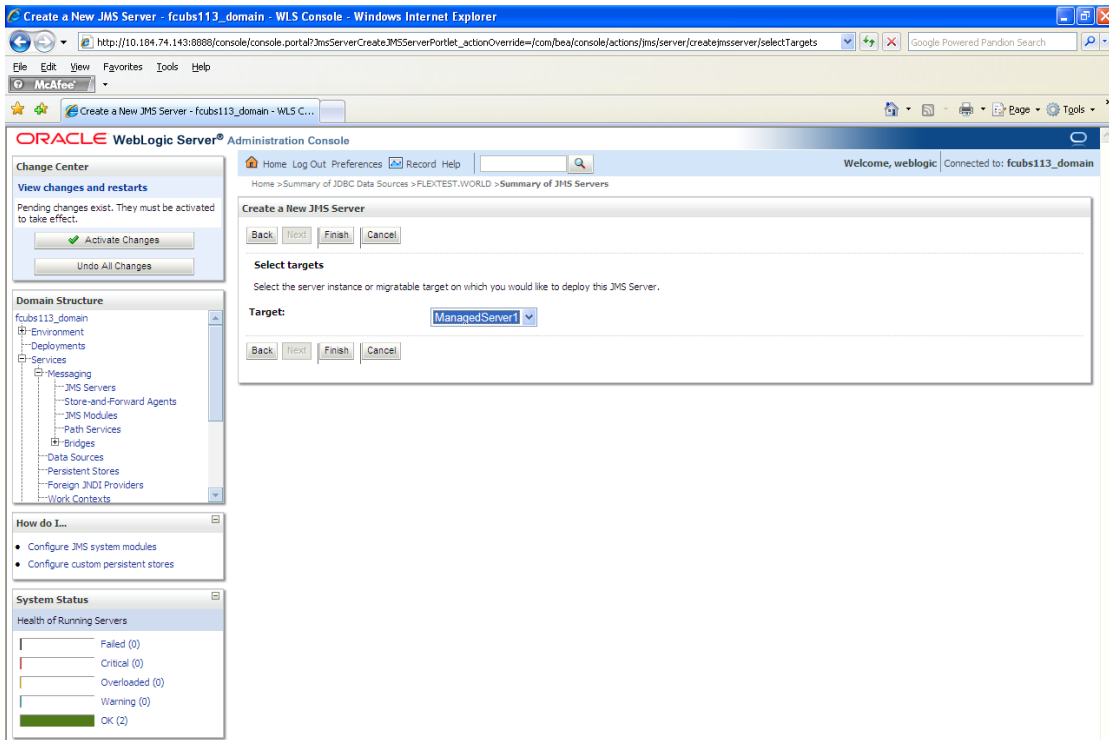 Create a New JMS Server - fcubs113_domain - WLS Console - Windows Internet Explorer
http://10.184.74.143:8888/console/console.portal?JmsServerCreateJMSServerPortlet_actionOverride=/com/bea/console/actions/jms/server/createjmsserver/selectTargets
Google Powered Pandion Search
File Edit View Favorites Tools Help
McAfee
Create a New JMS Server - fcubs113_domain - WLS C...
Page Tools
ORACLE WebLogic Server® Administration Console
Change Center
View changes and restarts
Pending changes exist. They must be activated
to take effect.
Activate Changes
Undo All Changes
Domain Structure
fcubs113_domain
Environment
Deployments
Services
Messaging
JMS Servers
Store-and-Forward Agents
JMS Modules
Path Services
Bridges
Data Sources
Persistent Stores
Foreign JNDI Providers
Work Contexts
How do I...
Configure JMS system modules
Configure custom persistent stores
System Status
Health of Running Servers
Failed (0)
Critical (0)
Overloaded (0)
Warning (0)
OK (2)
Home Log Out Preferences Record Help
Welcome, weblogic Connected to: fcubs113_domain
Home >Summary of JDBC Data Sources >FLEXTEST.WORLD >Summary of JMS Servers
Create a New JMS Server
Back Next Finish Cancel
Select targets
Select the server instance or migratable target on which you would like to deploy this JMS Server.
Target: ManagedServer1
Back Next Finish Cancel